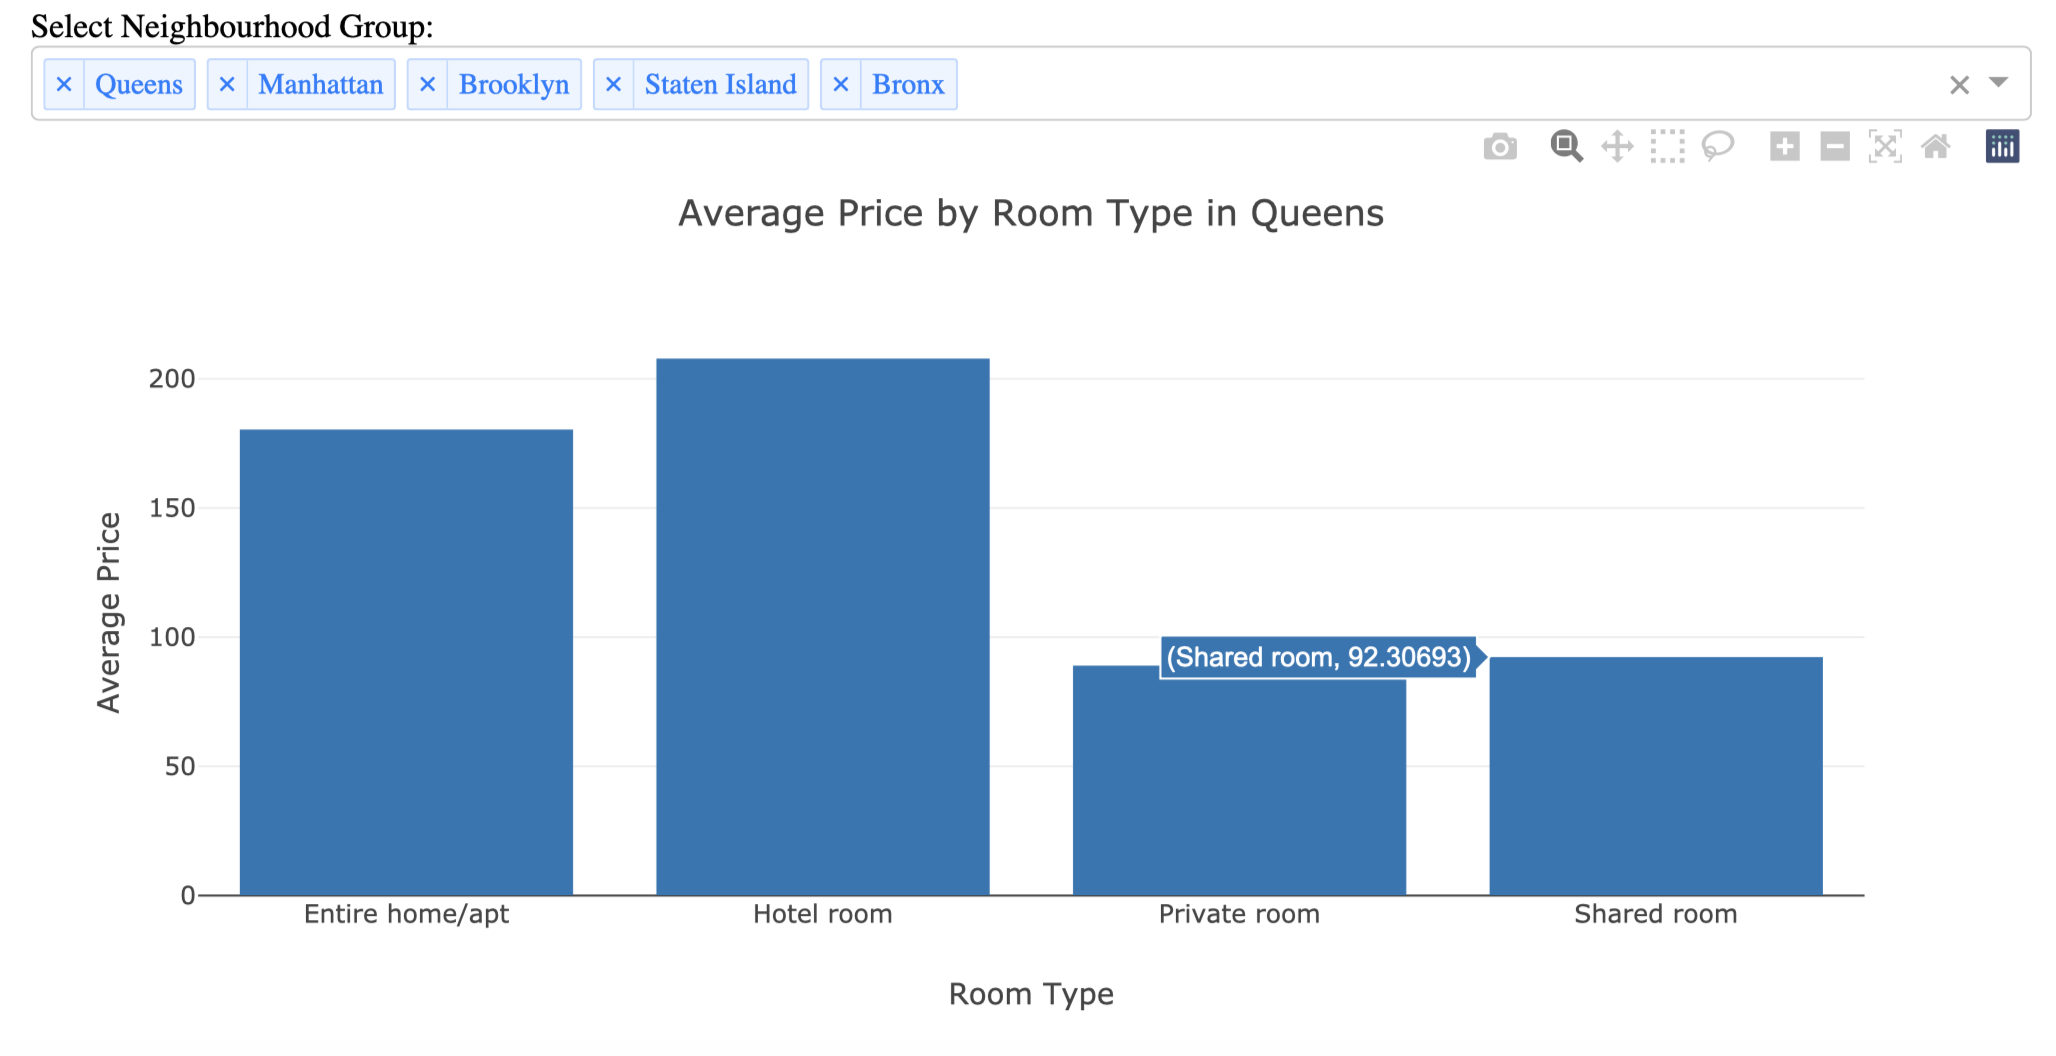 Select Neighbourhood Group:
× Queens × Manhattan × Brooklyn × Staten Island × Bronx
Average Price by Room Type in Queens
200
150
100
50
0
Average Price
(Shared room, 92.30693)
Entire home/apt Hotel room Private room Shared room
Room Type